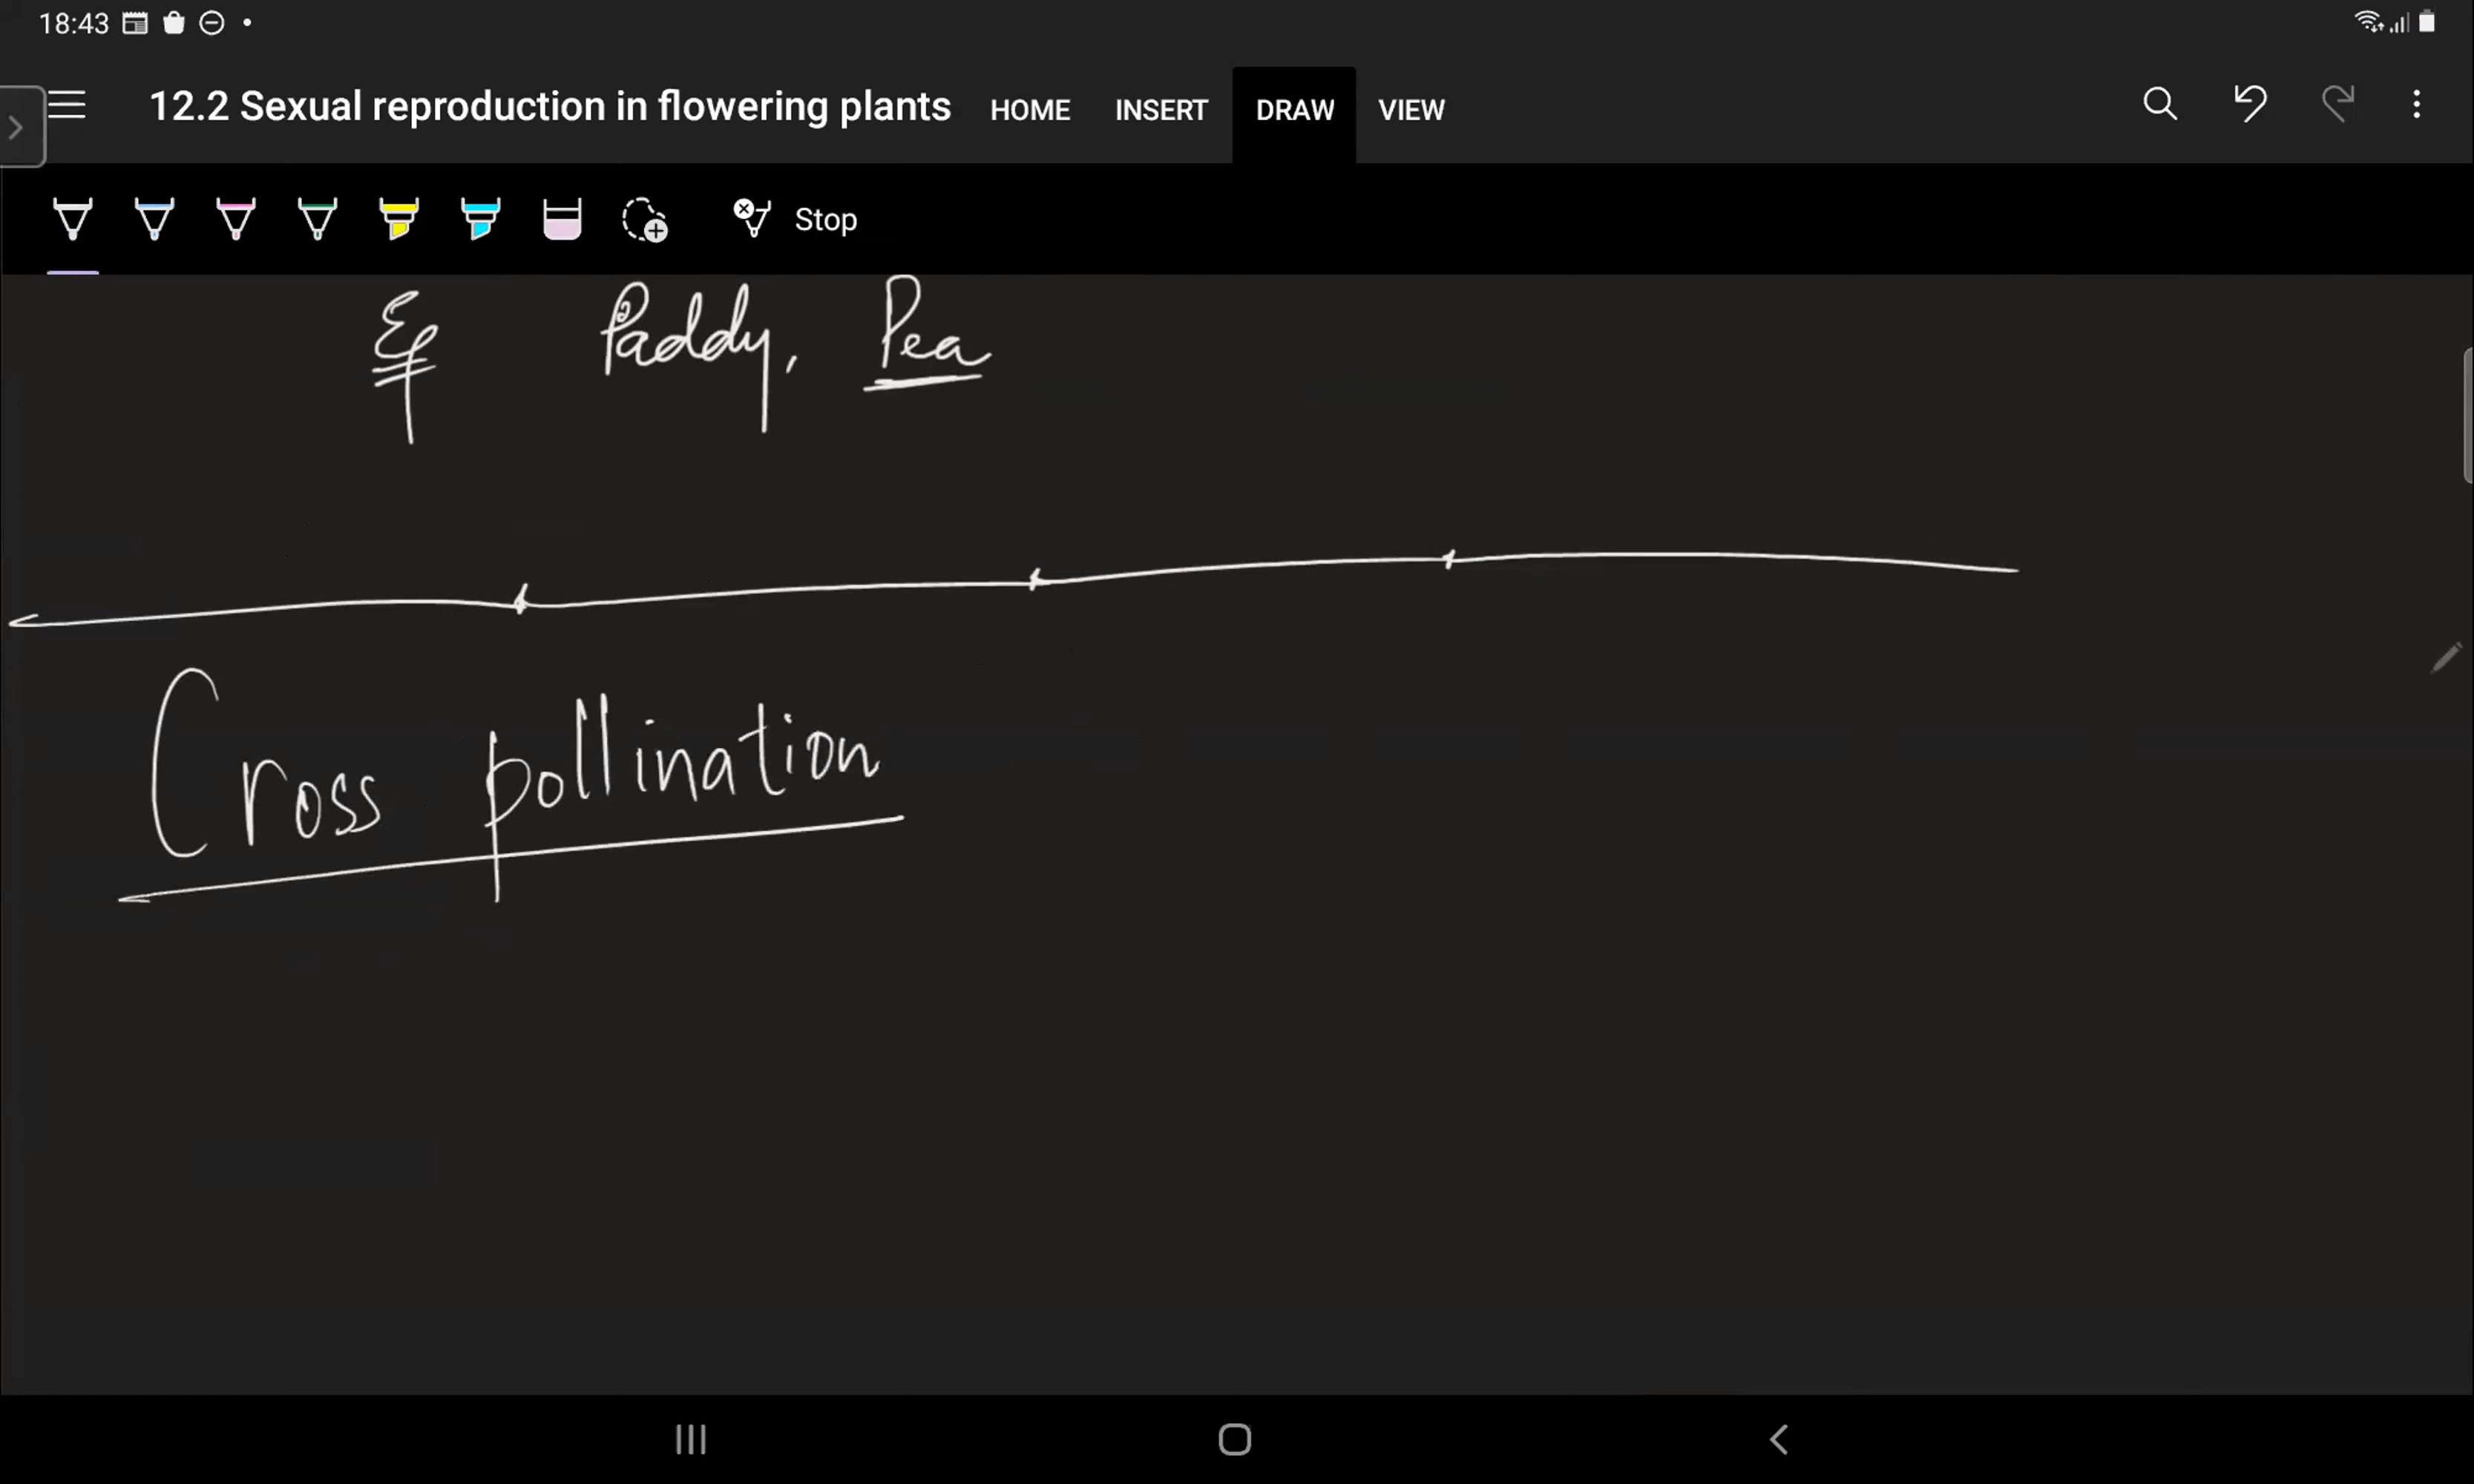 18:43
12.2 Sexual reproduction in flowering plants HOME INSERT DRAW VIEW
Stop
Eg Paddy, Pea
Cross pollination